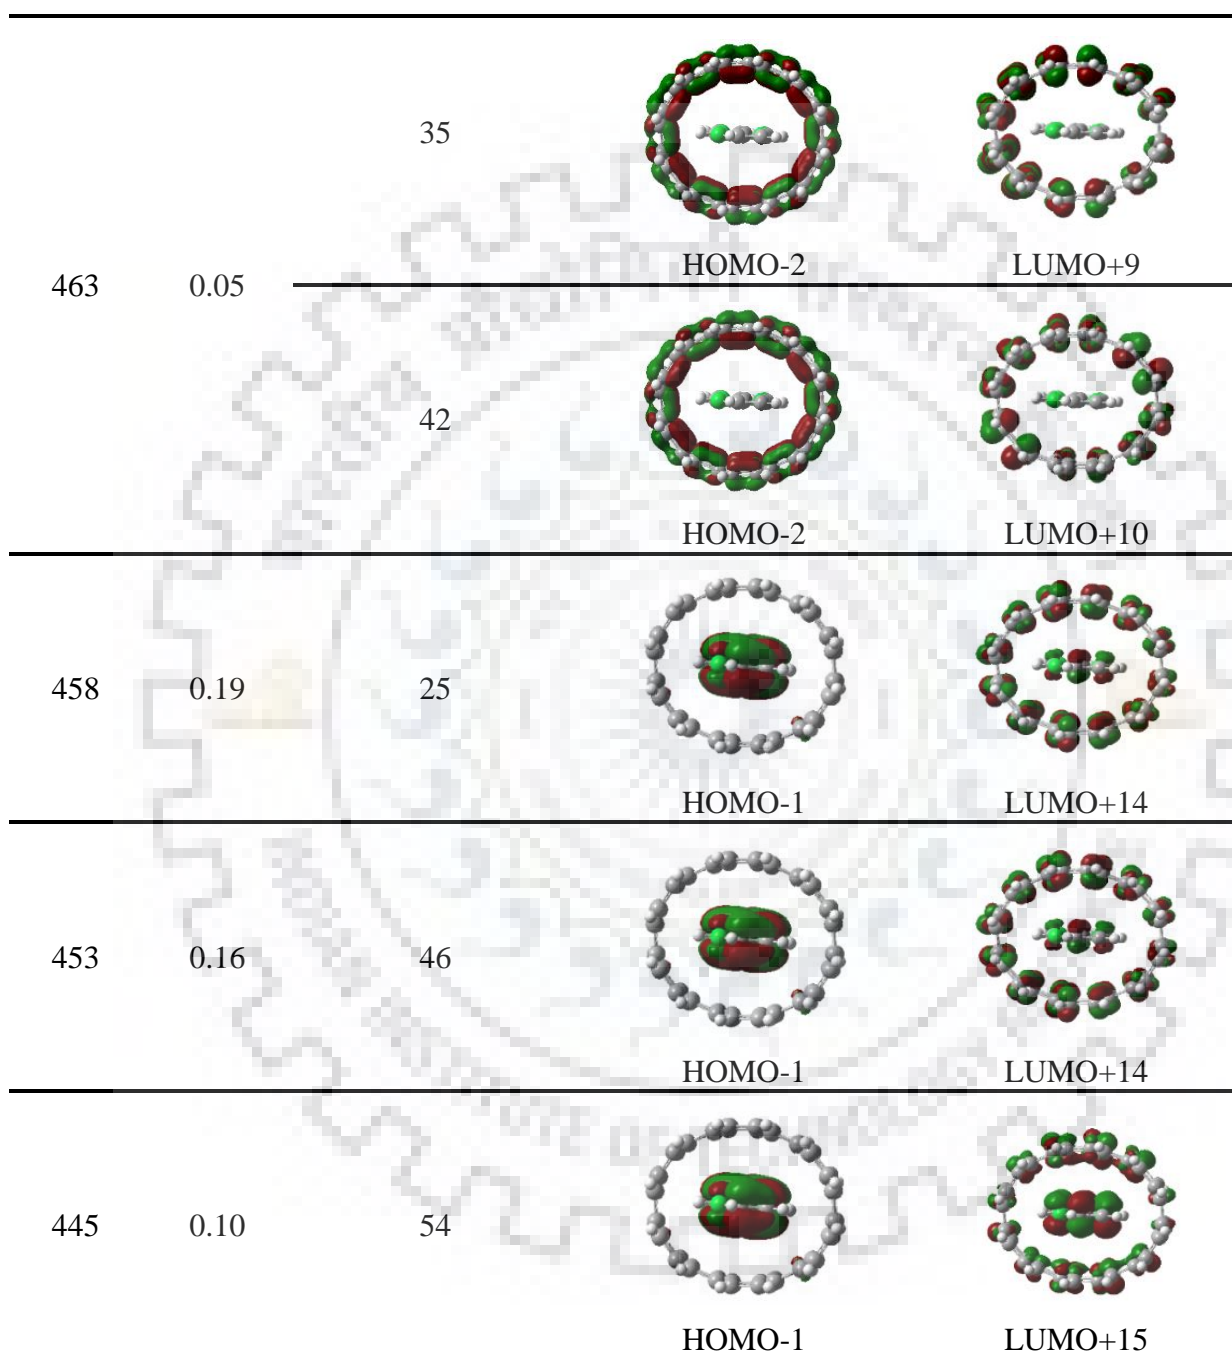 35
HOMO-2 LUMO+9
463 0.05
42
HOMO-2 LUMO+10
458 0.19 25
HOMO-1 LUMO+14
453 0.16 46
HOMO-1 LUMO+14
445 0.10 54
HOMO-1 LUMO+15